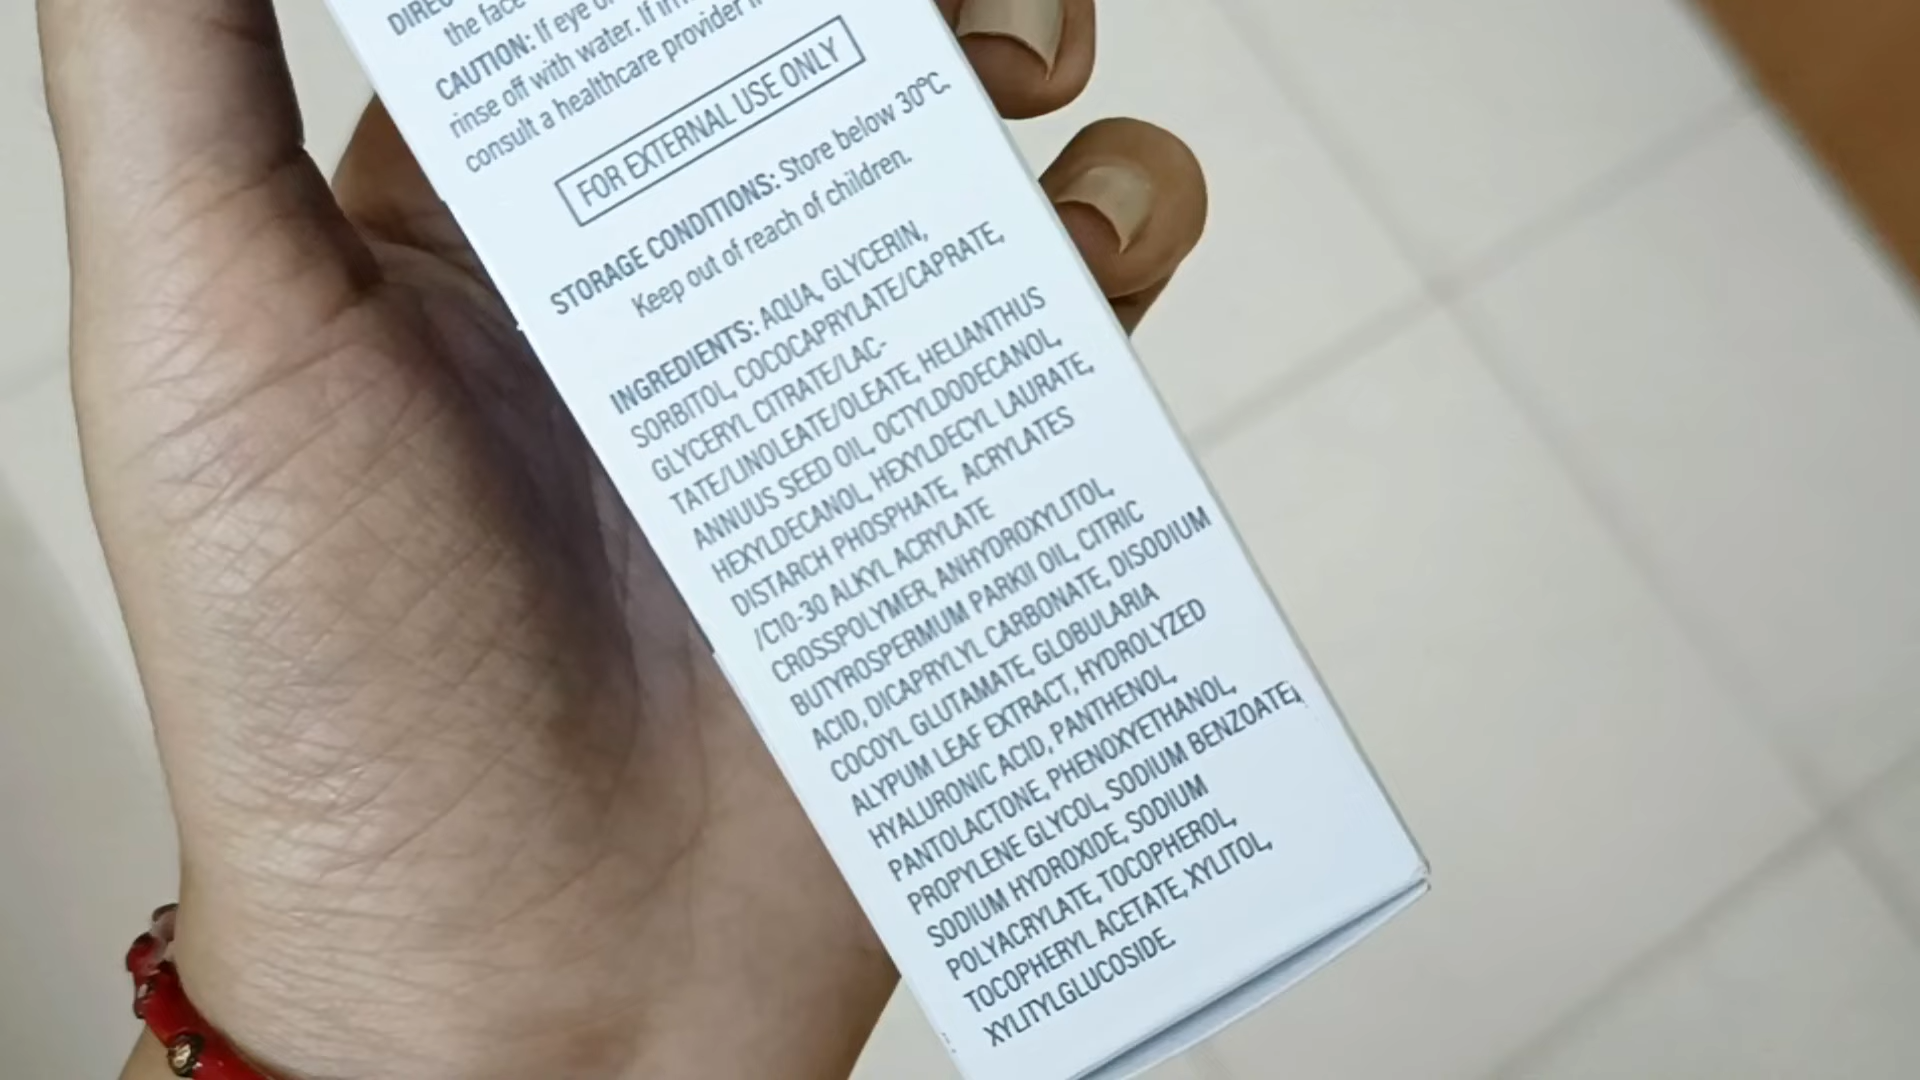 DIREC
the face
CAUTION: If eye o
rinse off with water. If
consult a healthcare provider
FOR EXTERNAL USE ONLY
STORAGE CONDITIONS: Store below 30°C.
Keep out of reach of children.
INGREDIENTS: AQUA, GLYCERIN,
SORBITOL, COCOCAPRYLATE/CAPRATE,
GLYCERYL CITRATE/LAC-
TATE/LINOLEATE/OLEATE, HELIANTHUS
ANNUUS SEED OIL, OCTYLDODECANOL,
HEXYLDECANOL, HEXYLDECYL LAURATE,
DISTARCH PHOSPHATE, ACRYLATES
/C10-30 ALKYL ACRYLATE
CROSSPOLYMER, ANHYDROXYLITOL,
BUTYROSPERMUM PARKII OIL, CITRIC
ACID, DICAPRYLYL CARBONATE, DISODIUM
COCOYL GLUTAMATE, GLOBULARIA
ALYPUM LEAF EXTRACT, HYDROLYZED
HYALURONIC ACID, PANTHENOL,
PANTOLACTONE, PHENOXYETHANOL,
PROPYLENE GLYCOL, SODIUM BENZOATE,
SODIUM HYDROXIDE, SODIUM
POLYACRYLATE, TOCOPHEROL,
TOCOPHERYL ACETATE, XYLITOL,
XYLITYLGLUCOSIDE.